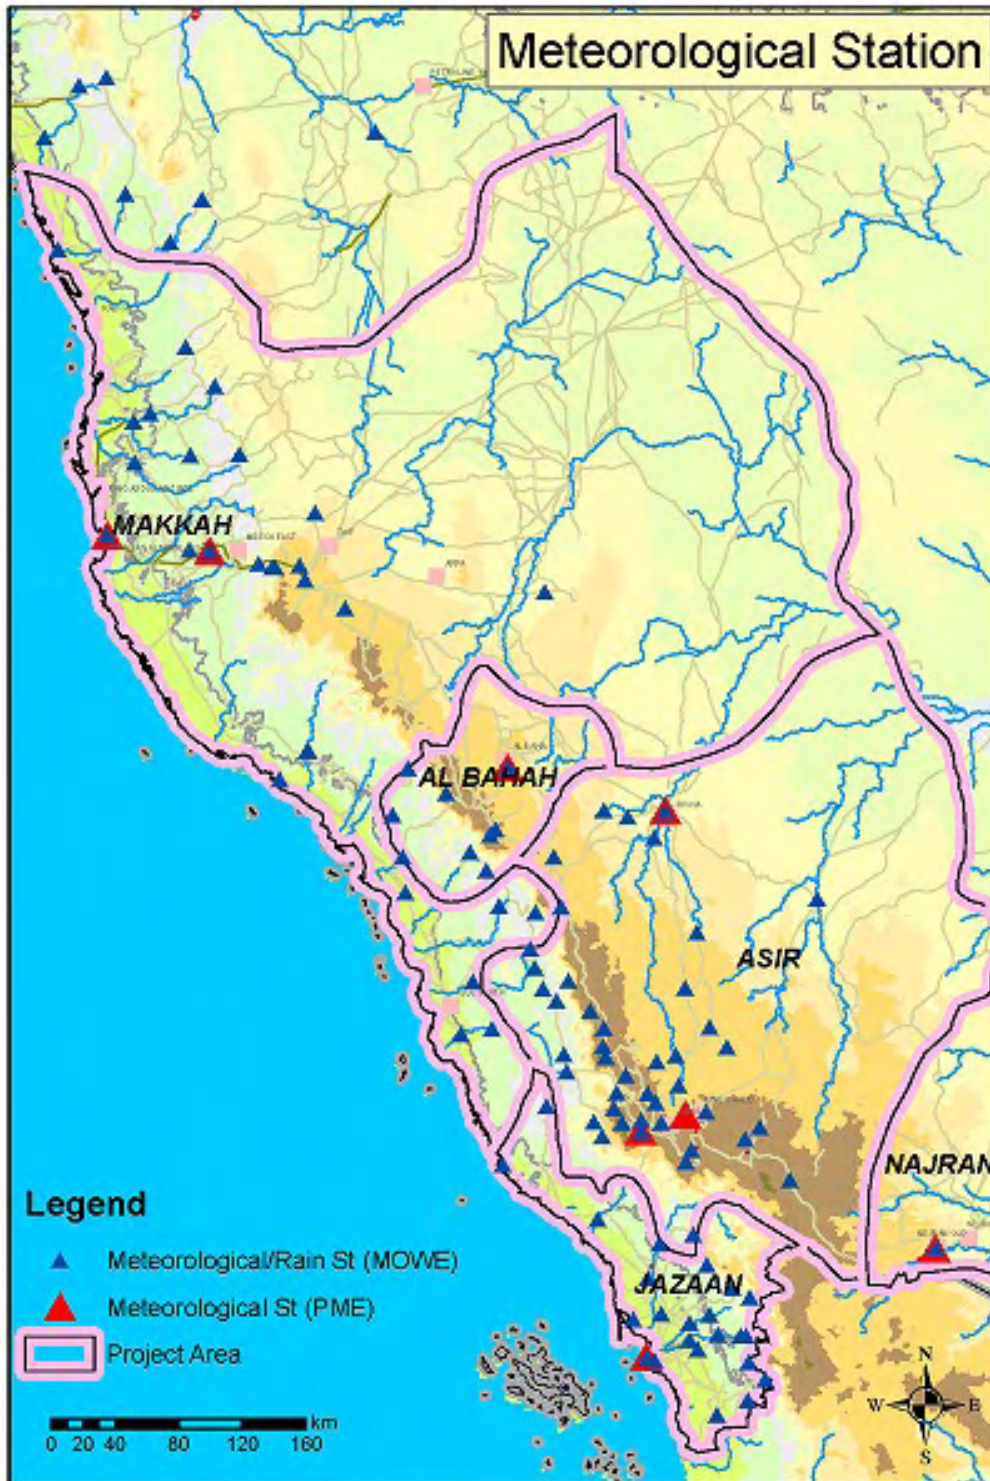 Meteorological Station
MAKKAH
AL BAHAH
ASIR
NAJRAN
JAZAAN
Legend
Meteorological/Rain St (MOWE)
Meteorological St (PME)
Project Area
km
0 20 40 80 120 160
N
W E
S